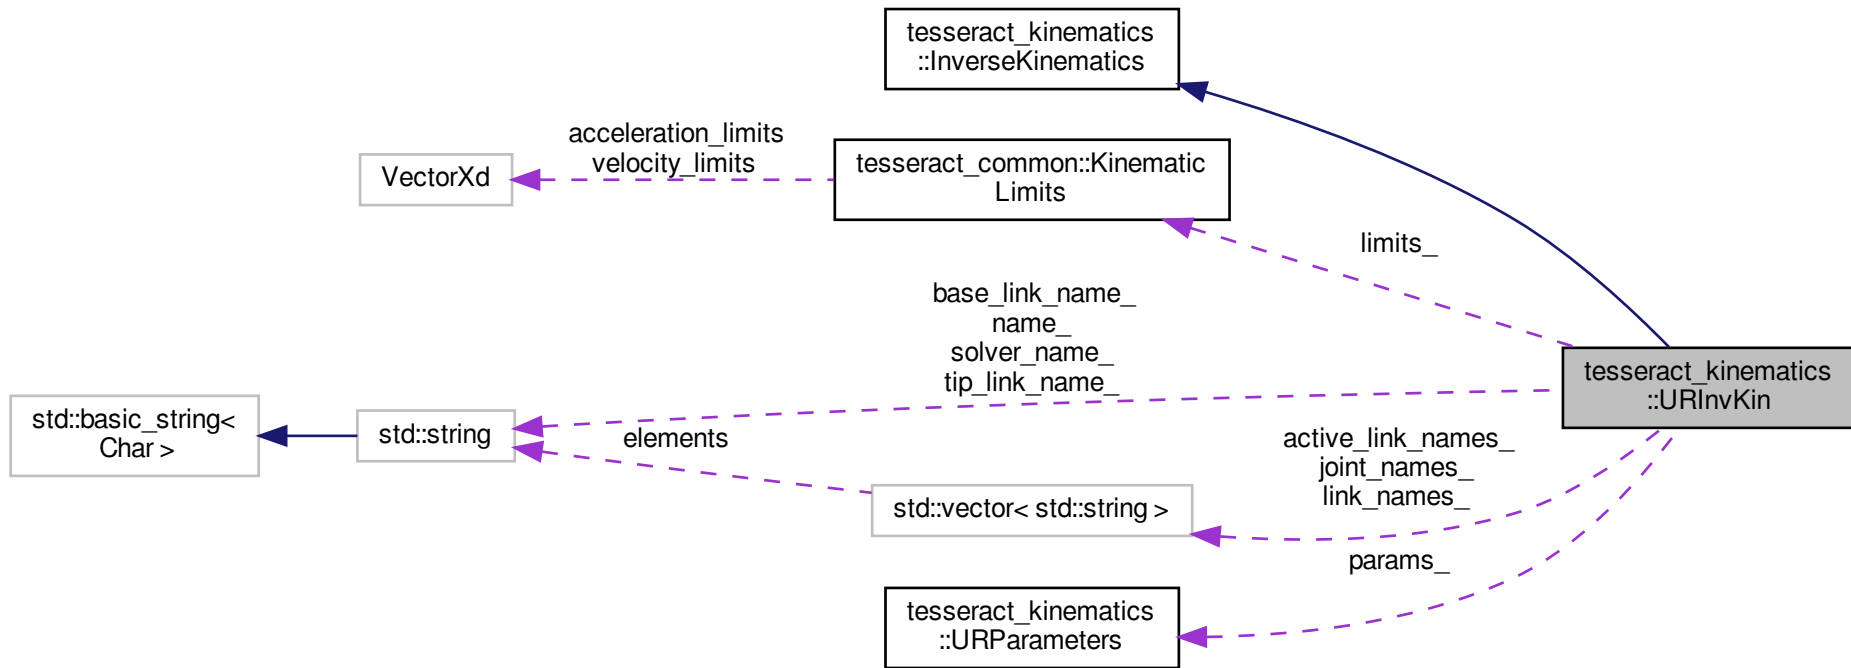 tesseract_kinematics
::InverseKinematics
acceleration_limits
velocity_limits
VectorXd
tesseract_common::Kinematic
Limits
limits_
base_link_name_
name_
solver_name_
tip_link_name_
tesseract_kinematics
::URInvKin
std::basic_string<
Char >
std::string
elements
active_link_names_
joint_names_
link_names_
std::vector< std::string >
params_
tesseract_kinematics
::URParameters